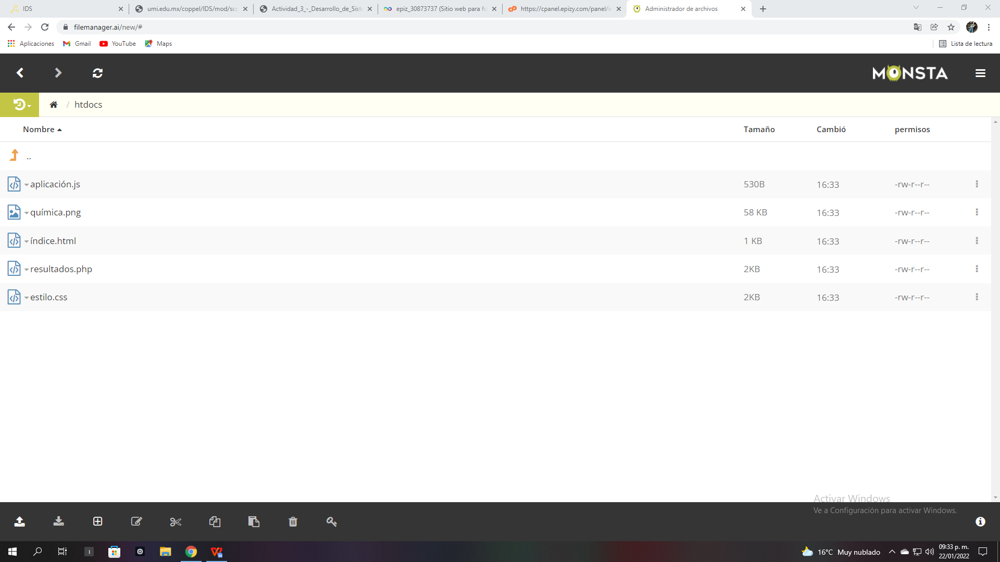 IDS
umi.edu.mx/coppel/IDS/mod/sco
Actividad_3_-_Desarrollo_de_Sist
epiz_30873737 (Sitio web para fo
https://cpanel.epizy.com/panel/in
Administrador de archivos
filemanager.ai/new/#
Aplicaciones
Gmail
YouTube
Maps
Lista de lectura
MONSTA
/ htdocs
Nombre
Tamaño
Cambió
permisos
..
aplicación.js 530B 16:33 -rw-r--r--
química.png 58 KB 16:33 -rw-r--r--
índice.html 1 KB 16:33 -rw-r--r--
resultados.php 2KB 16:33 -rw-r--r--
estilo.css 2KB 16:33 -rw-r--r--
Activar Windows
Ve a Configuración para activar Windows.
16°C Muy nublado
09:33 p. m.
22/01/2022